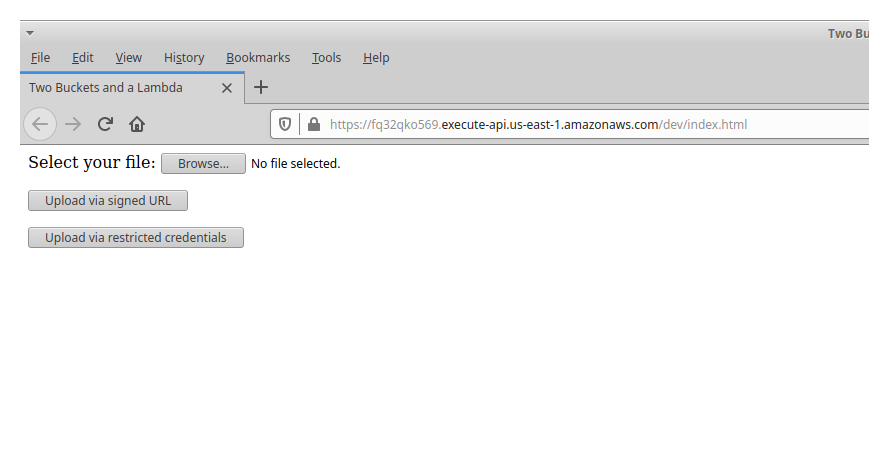 Two Bu
File Edit View History Bookmarks Tools Help
Two Buckets and a Lambda
https://fq32qko569.execute-api.us-east-1.amazonaws.com/dev/index.html
Select your file: Browse... No file selected.
Upload via signed URL
Upload via restricted credentials